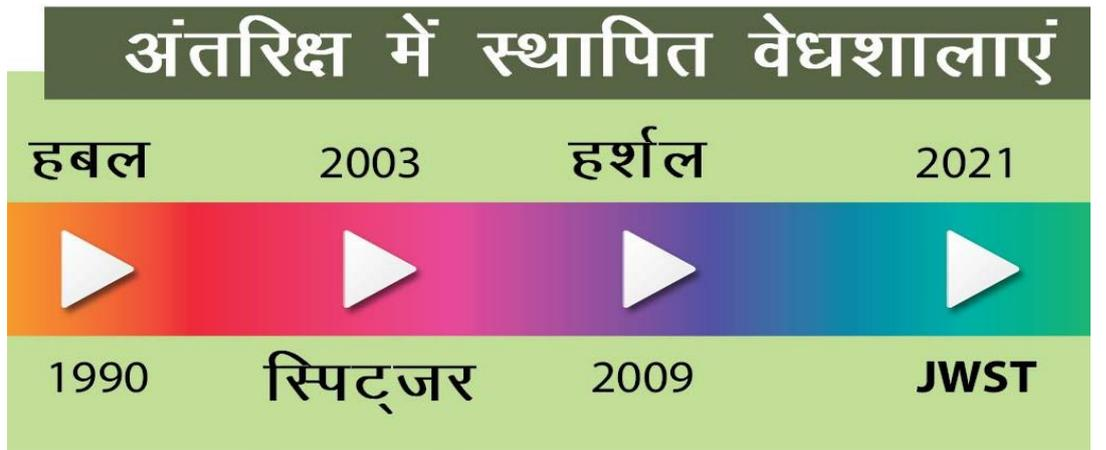 अंतरिक्ष में स्थापित वेधशालाएं
हबल 2003 हर्शल 2021
1990 स्पिट्जर 2009 JWST